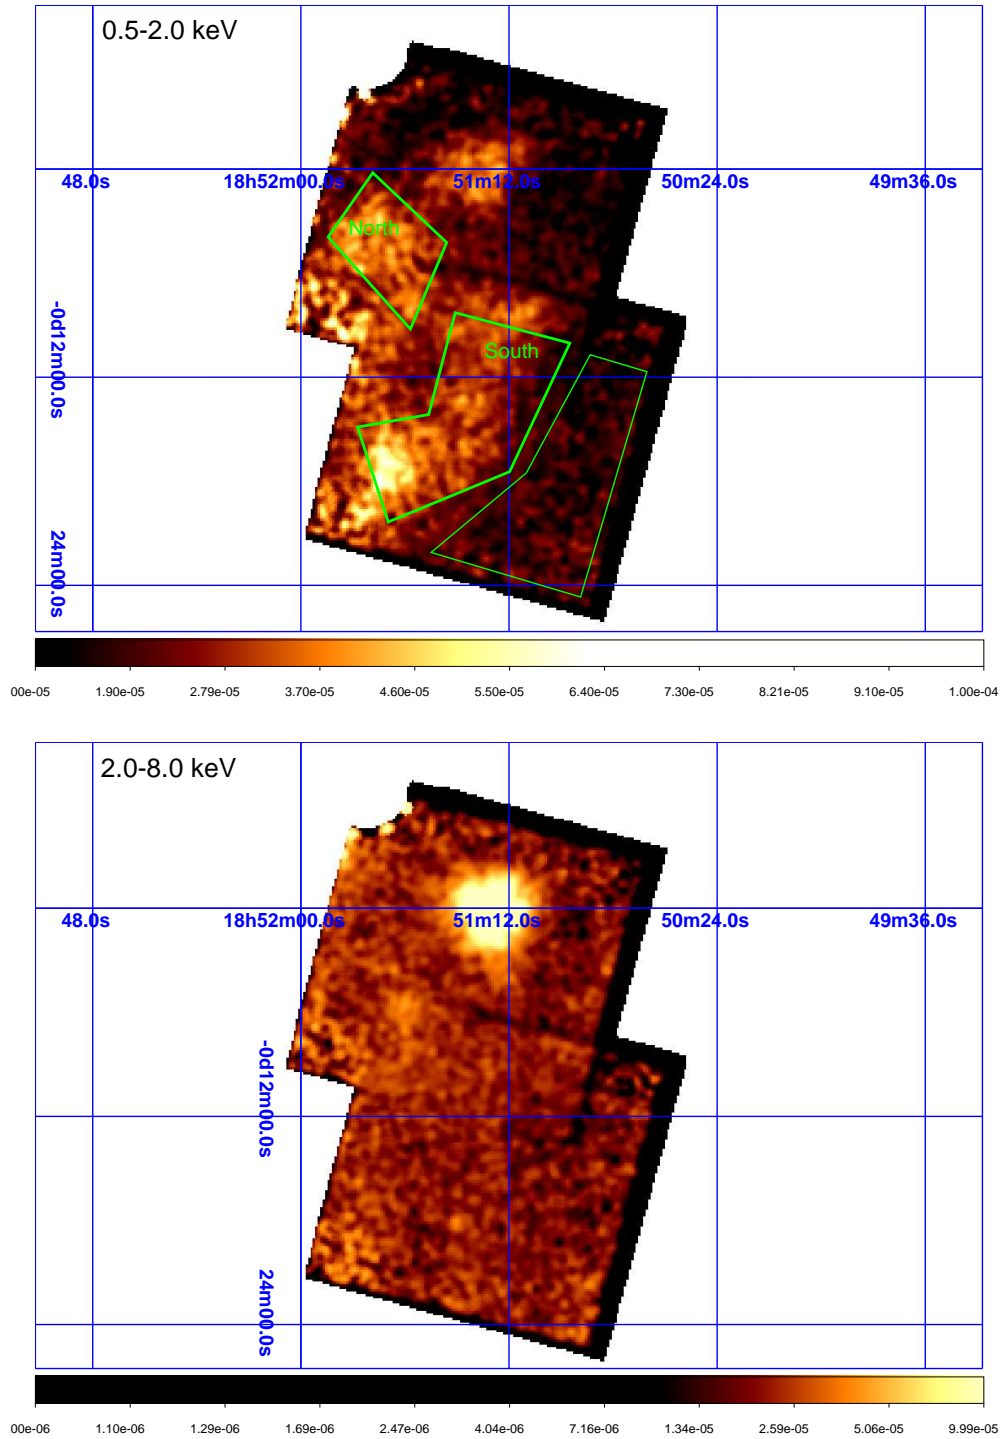 0.5-2.0 keV
48.0s 18h52m00.0s 51m12.0s 50m24.0s 49m36.0s
North
-0d12m00.0s
South
24m00.0s
00e-05 1.90e-05 2.79e-05 3.70e-05 4.60e-05 5.50e-05 6.40e-05 7.30e-05 8.21e-05 9.10e-05 1.00e-04
2.0-8.0 keV
48.0s 18h52m00.0s 51m12.0s 50m24.0s 49m36.0s
-0d12m00.0s
24m00.0s
00e-06 1.10e-06 1.29e-06 1.69e-06 2.47e-06 4.04e-06 7.16e-06 1.34e-05 2.59e-05 5.06e-05 9.99e-05